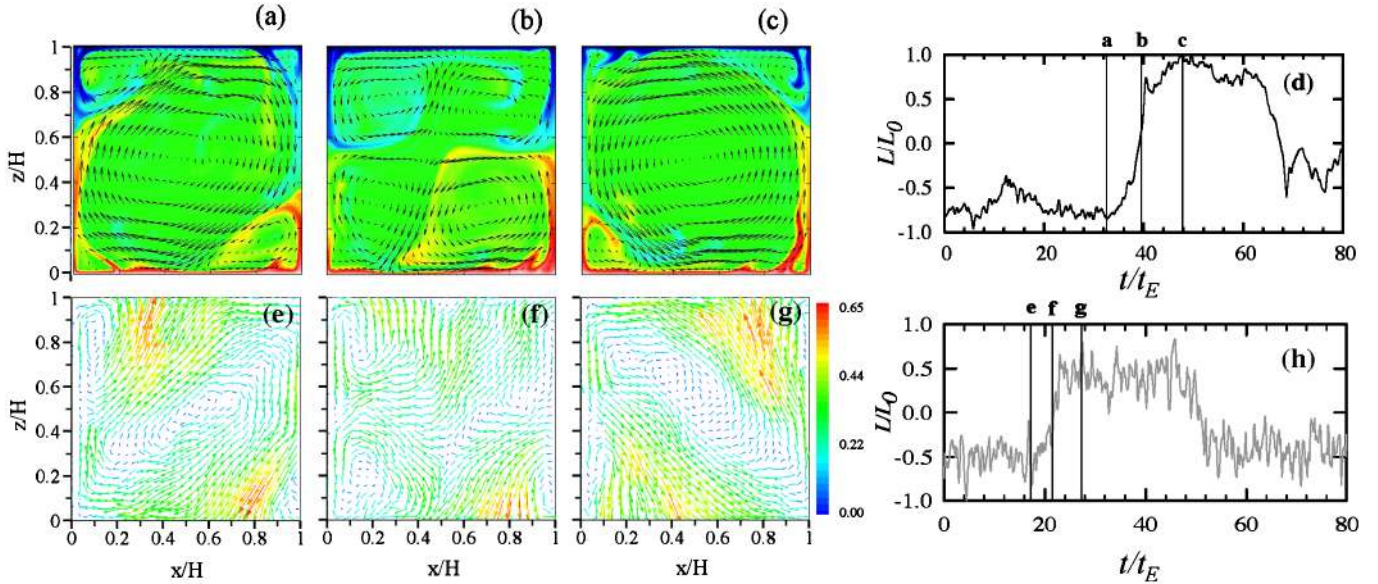 (a)
(b)
(c)
1
0.8
0.6
0.4
0.2
0
z/H
a b c
1.0
0.5
0.0
-0.5
-1.0
L/L0
(d)
0 20 40 60 80
t/tE
(e)
(f)
(g)
1
0.8
0.6
0.4
0.2
0
z/H
0 0.2 0.4 0.6 0.8 1
0 0.2 0.4 0.6 0.8 1
0 0.2 0.4 0.6 0.8 1
x/H
x/H
x/H
0.65
0.44
0.22
0.00
e f g
1.0
0.5
0.0
-0.5
-1.0
L/L0
(h)
0 20 40 60 80
t/tE